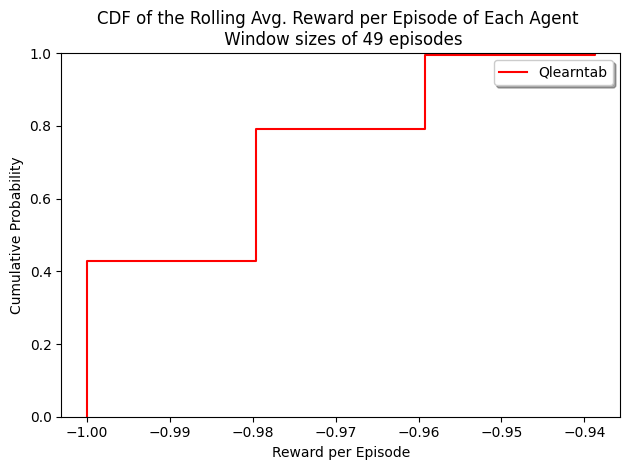 CDF of the Rolling Avg. Reward per Episode of Each Agent
Window sizes of 49 episodes
Qlearntab
Cumulative Probability
1.0
0.8
0.6
0.4
0.2
0.0
−1.00 −0.99 −0.98 −0.97 −0.96 −0.95 −0.94
Reward per Episode